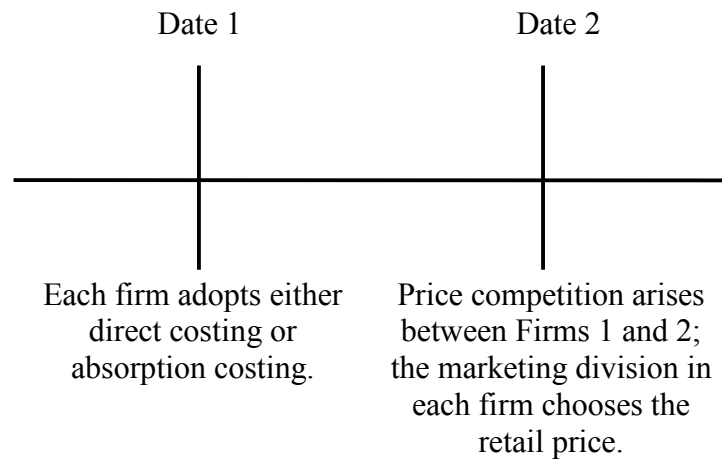 Date 1
Date 2
Each firm adopts either
direct costing or
absorption costing.
Price competition arises
between Firms 1 and 2;
the marketing division in
each firm chooses the
retail price.